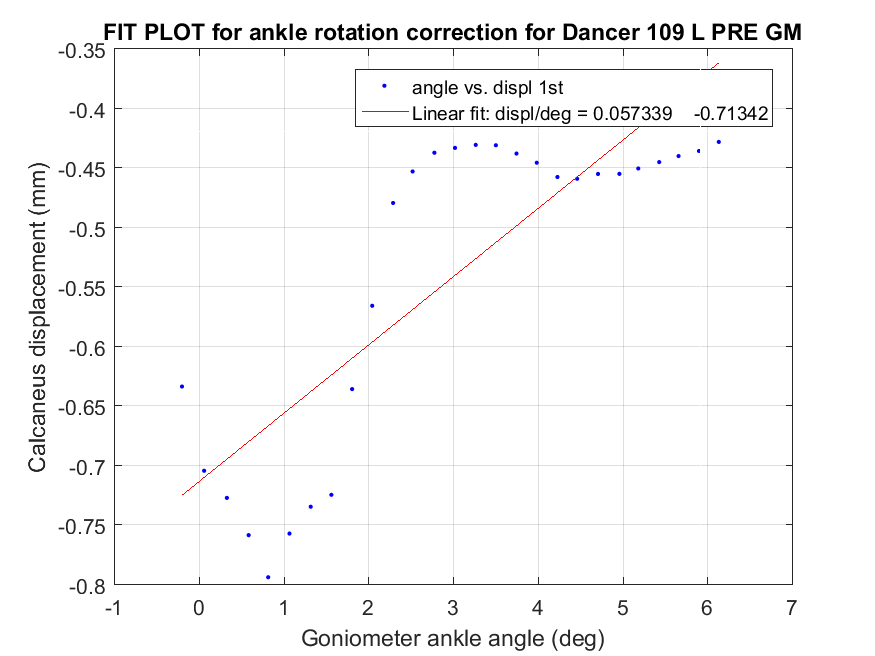 FIT PLOT for ankle rotation correction for Dancer 109 L PRE GM
-0.35
angle vs. displ 1st
-0.4
Linear fit: displ/deg = 0.057339 -0.71342
-0.45
-0.5
-0.55
-0.6
-0.65
-0.7
-0.75
-0.8
Calcaneus displacement (mm)
-1 0 1 2 3 4 5 6 7
Goniometer ankle angle (deg)